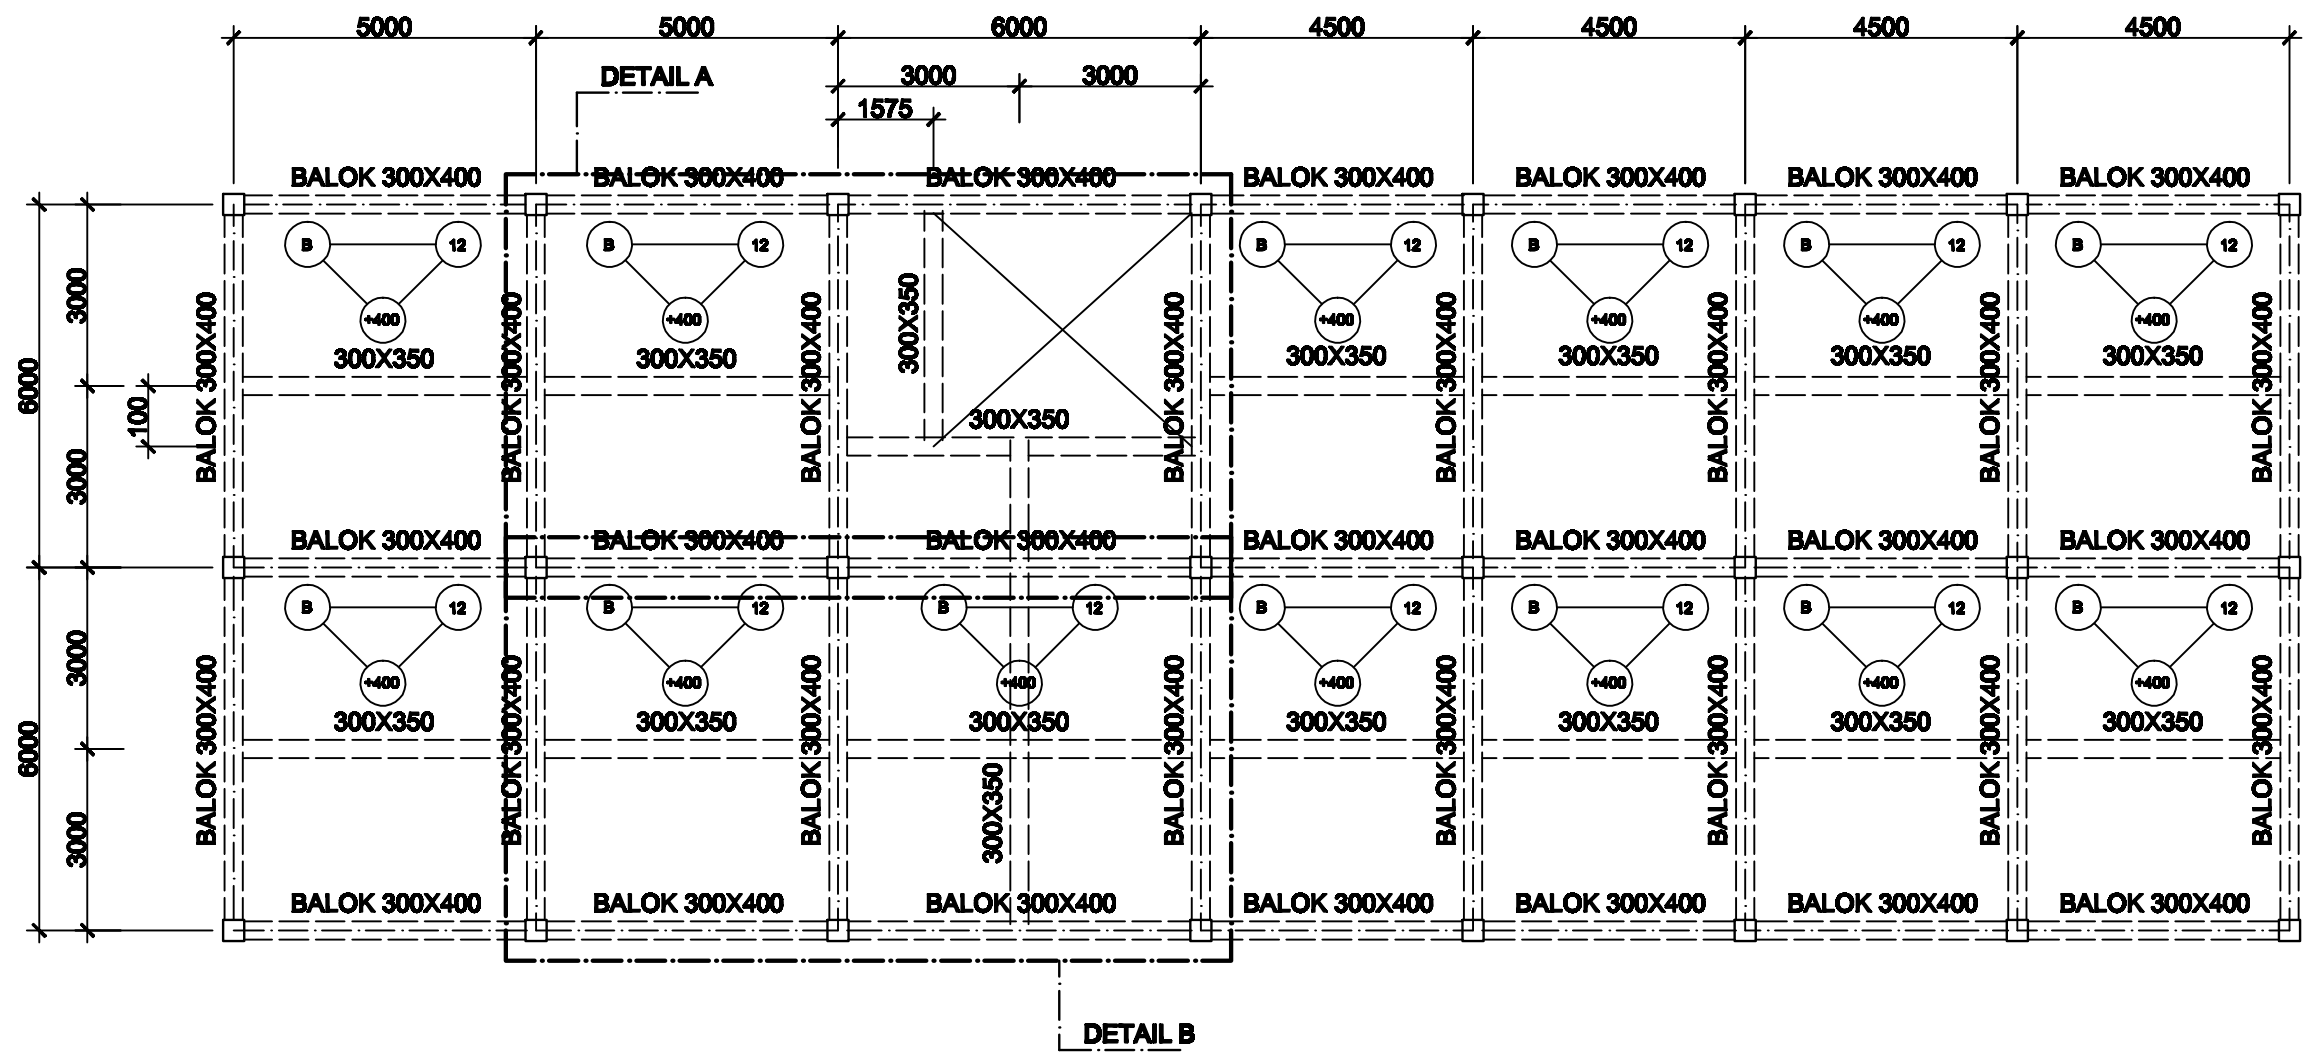 5000 5000 6000 4500 4500 4500 4500
DETAIL A 3000 3000
1575
BALOK 300X400 BALOK 300X400 BALOK 300X400 BALOK 300X400 BALOK 300X400 BALOK 300X400 BALOK 300X400
B 12 B 12 B 12 B 12 B 12 B 12
3000 300X350
+400 +400 +400 +400 +400 +400
300X350 300X350 300X350 300X350 300X350 300X350
6000 BALOK 300X400 BALOK 300X400 BALOK 300X400 BALOK 300X400 BALOK 300X400 BALOK 300X400 BALOK 300X400 BALOK 300X400
100 300X350
3000
BALOK 300X400 BALOK 300X400 BALOK 300X400 BALOK 300X400 BALOK 300X400 BALOK 300X400 BALOK 300X400
B 12 B 12 B 12 B 12 B 12 B 12 B 12
3000
+400 +400 +400 +400 +400 +400 +400
300X350 300X350 300X350 300X350 300X350 300X350 300X350
6000 BALOK 300X400 BALOK 300X400 BALOK 300X400 BALOK 300X400 BALOK 300X400 BALOK 300X400 BALOK 300X400 BALOK 300X400
3000 300X350
BALOK 300X400 BALOK 300X400 BALOK 300X400 BALOK 300X400 BALOK 300X400 BALOK 300X400 BALOK 300X400
DETAIL B